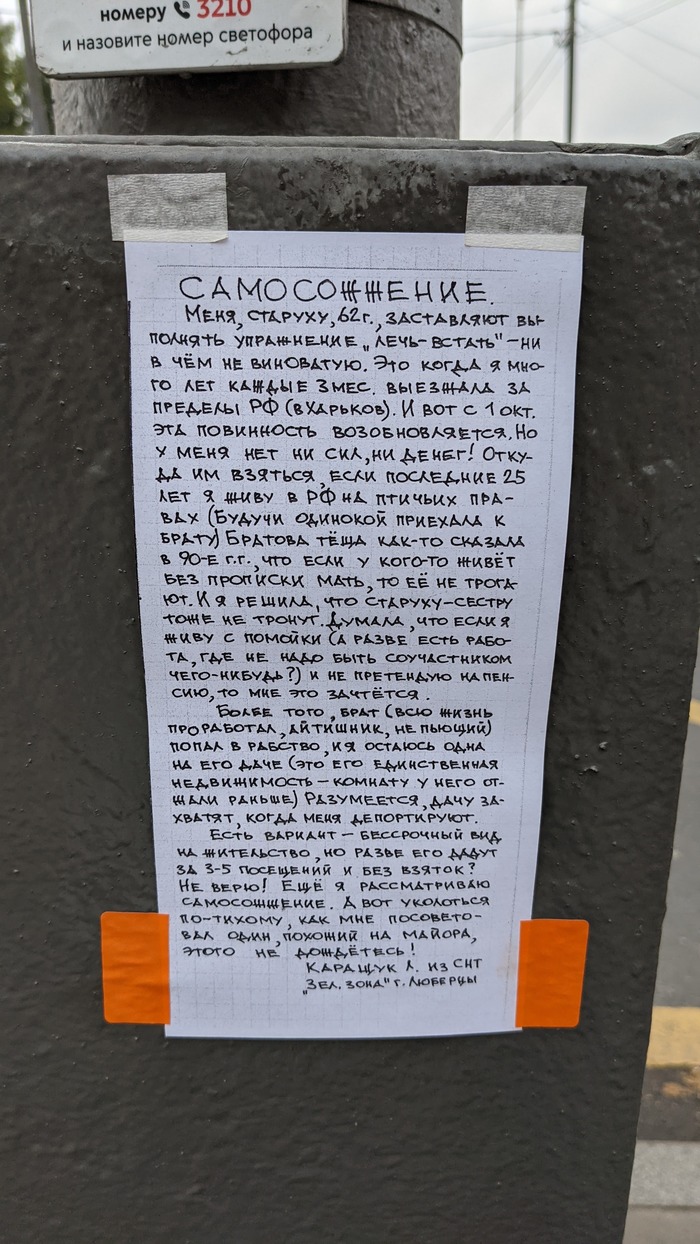 номеру 3210
и назовите номер светофора
САМОСОЖЖЕНИЕ.
МЕНЯ, СТАРУХУ, 62 г., ЗАСТАВЛЯЮТ ВЫ-
ПОЛНЯТЬ УПРАЖНЕНИЕ „ЛЕЧЬ-ВСТАТЬ" – НИ
В ЧЁМ НЕ ВИНОВАТУЮ. ЭТО КОГДА Я МНО-
ГО ЛЕТ КАЖДЫЕ 3 МЕС. ВЫЕЗЖАЛА ЗА
ПРЕДЕЛЫ РФ (В ХАРЬКОВ). И ВОТ С 1 ОКТ.
ЭТА ПОВИННОСТЬ ВОЗОБНОВЛЯЕТСЯ. НО
У МЕНЯ НЕТ НИ СИЛ, НИ ДЕНЕГ! ОТКУ-
ДА ИМ ВЗЯТЬСЯ, ЕСЛИ ПОСЛЕДНИЕ 25
ЛЕТ Я ЖИВУ В РФ НА ПТИЧЬИХ ПРА-
ВАХ (БУДУЧИ ОДИНОКОЙ ПРИЕХАЛА К
БРАТУ) БРАТОВА ТЁЩА КАК-ТО СКАЗАЛА
В 90-Е Г.Г., ЧТО ЕСЛИ У КОГО-ТО ЖИВЁТ
БЕЗ ПРОПИСКИ МАТЬ, ТО ЕЁ НЕ ТРОГА-
ЮТ. И Я РЕШИЛА, ЧТО СТАРУХУ-СЕСТРУ
ТОЖЕ НЕ ТРОНУТ. ДУМАЛА, ЧТО ЕСЛИ Я
ЖИВУ С ПОМОЙКИ (А РАЗВЕ ЕСТЬ РАБО-
ТА, ГДЕ НЕ НАДО БЫТЬ СОУЧАСТНИКОМ
ЧЕГО-НИБУДЬ?) И НЕ ПРЕТЕНДУЮ НА ПЕН-
СИЮ, ТО МНЕ ЭТО ЗАЧТЁТСЯ.
БОЛЕЕ ТОГО, БРАТ (ВСЮ ЖИЗНЬ
ПРОРАБОТАЛ, АЙТИШНИК, НЕ ПЬЮЩИЙ)
ПОПАЛ В РАБСТВО, И Я ОСТАЮСЬ ОДНА
НА ЕГО ДАЧЕ (ЭТО ЕГО ЕДИНСТВЕННАЯ
НЕДВИЖИМОСТЬ – КОМНАТУ У НЕГО ОТ-
ЖАЛИ РАНЬШЕ) РАЗУМЕЕТСЯ, ДАЧУ ЗА-
ХВАТЯТ, КОГДА МЕНЯ ДЕПОРТИРУЮТ.
ЕСТЬ ВАРИАНТ – БЕССРОЧНЫЙ ВИД
НА ЖИТЕЛЬСТВО, НО РАЗВЕ ЕГО ДАДУТ
ЗА 3-5 ПОСЕЩЕНИЙ И БЕЗ ВЗЯТОК?
НЕ ВЕРЮ! ЕЩЁ Я РАССМАТРИВАЮ
САМОСОЖЖЕНИЕ. А ВОТ УКОЛОТЬСЯ
ПО-ТИХОМУ, КАК МНЕ ПОСОВЕТО-
ВАЛ ОДИН, ПОХОЖИЙ НА МАЙОРА,
ЭТОГО НЕ ДОЖДЁТЕСЬ!
КАРАЩУК Л. ИЗ СНТ
„ЗЕЛ. ЗОНА" Г. ЛЮБЕРЦЫ